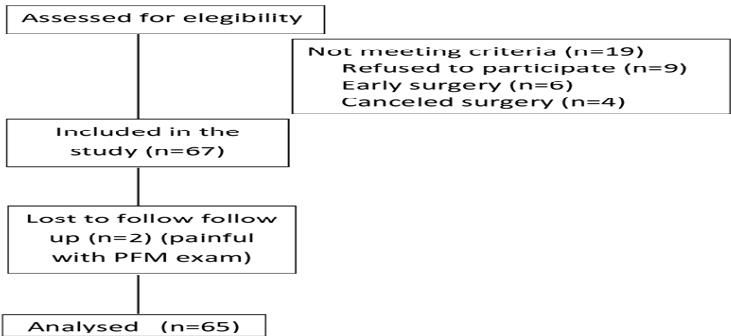 Assessed for elegibility
Not meeting criteria (n=19)
Refused to participate (n=9)
Early surgery (n=6)
Canceled surgery (n=4)
Included in the
study (n=67)
Lost to follow follow
up (n=2) (painful
with PFM exam)
Analysed (n=65)